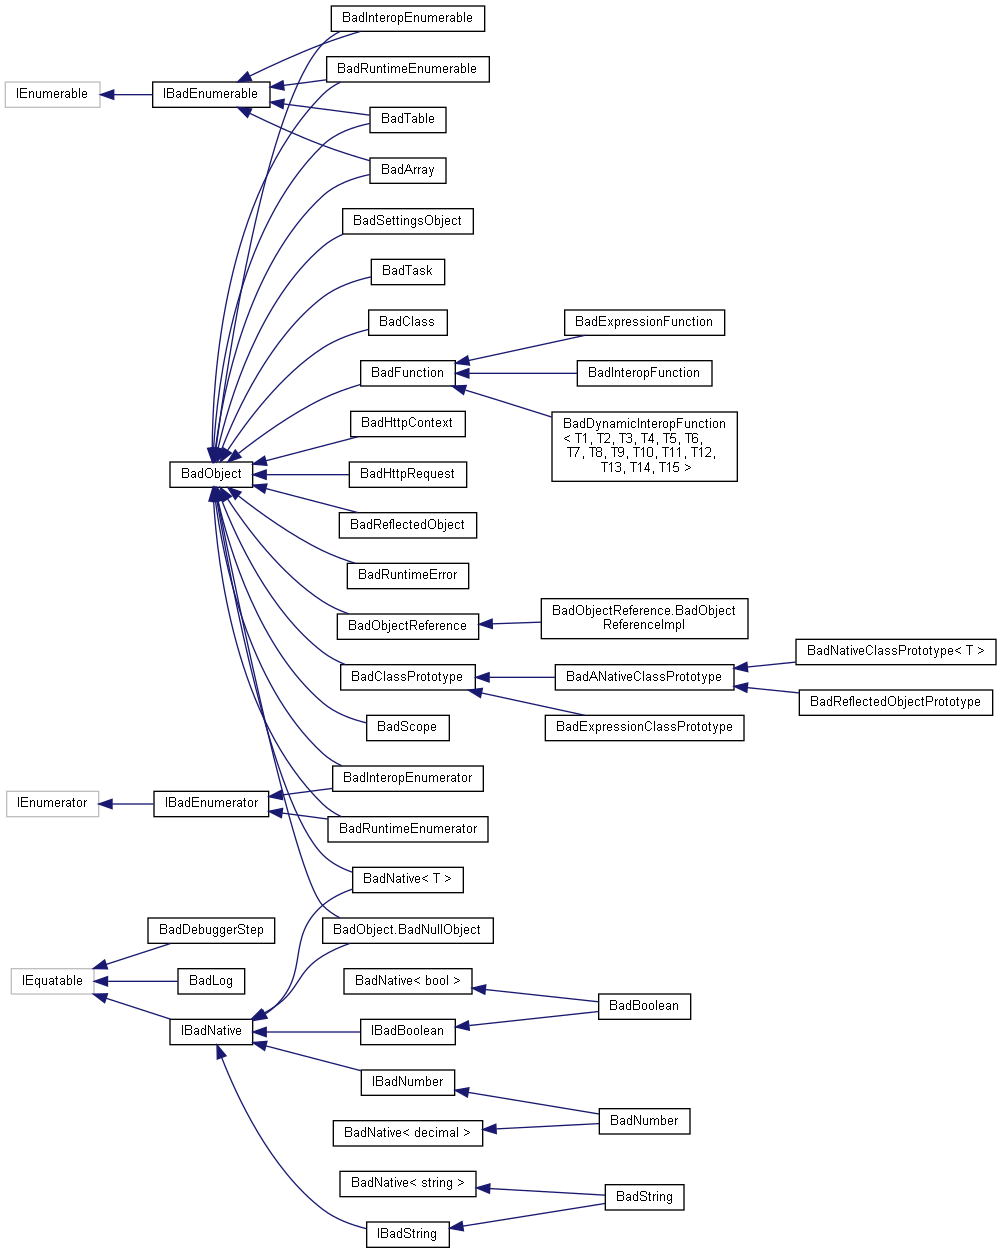 BadInteropEnumerable
BadRuntimeEnumerable
IEnumerable
IBadEnumerable
BadTable
BadArray
BadSettingsObject
BadTask
BadClass
BadExpressionFunction
BadFunction
BadInteropFunction
BadHttpContext
BadDynamicInteropFunction
< T1, T2, T3, T4, T5, T6,
T7, T8, T9, T10, T11, T12,
T13, T14, T15 >
BadObject
BadHttpRequest
BadReflectedObject
BadRuntimeError
BadObjectReference
BadObjectReference.BadObject
ReferenceImpl
BadNativeClassPrototype< T >
BadClassPrototype
BadANativeClassPrototype
BadReflectedObjectPrototype
BadScope
BadExpressionClassPrototype
BadInteropEnumerator
IEnumerator
IBadEnumerator
BadRuntimeEnumerator
BadNative< T >
BadDebuggerStep
BadObject.BadNullObject
IEquatable
BadLog
BadNative< bool >
BadBoolean
IBadNative
IBadBoolean
IBadNumber
BadNumber
BadNative< decimal >
BadNative< string >
BadString
IBadString